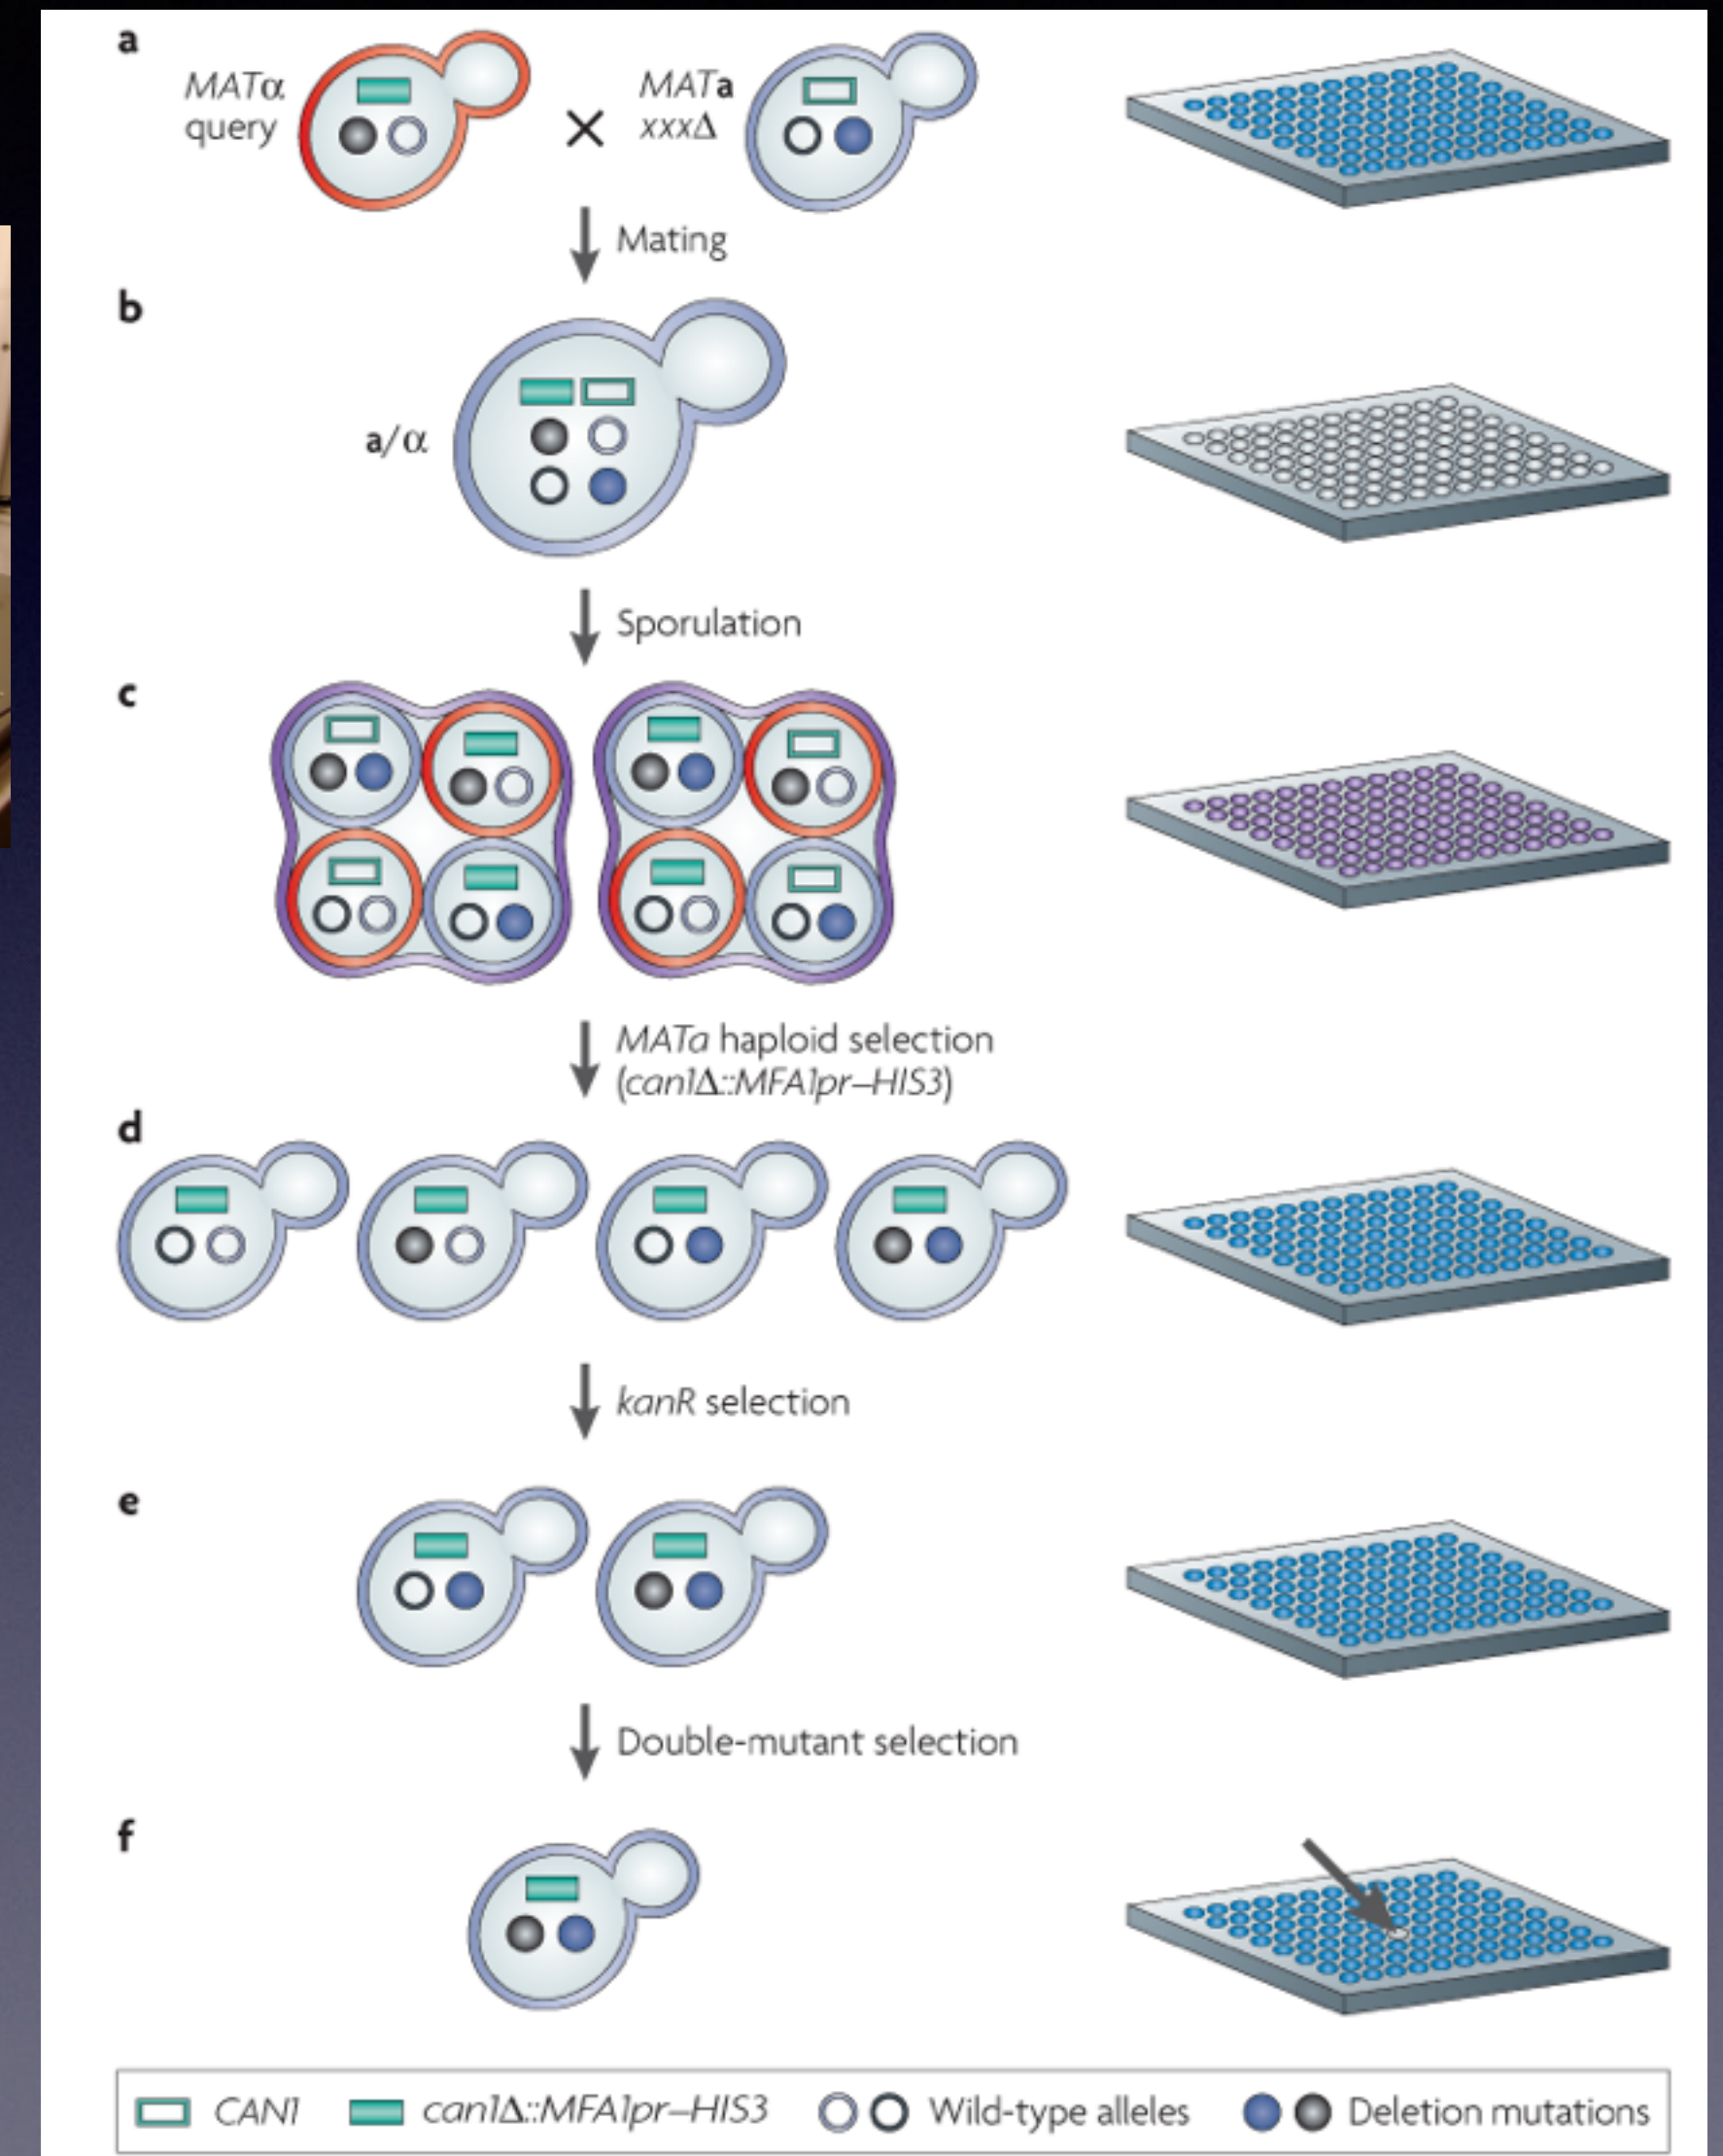 a
MATα
query
MATa
xxxΔ
Mating
b
a/α
Sporulation
c
MATa haploid selection
(can1Δ::MFA1pr–HIS3)
d
kanR selection
e
Double-mutant selection
f
CAN1 can1Δ::MFA1pr–HIS3 Wild-type alleles Deletion mutations